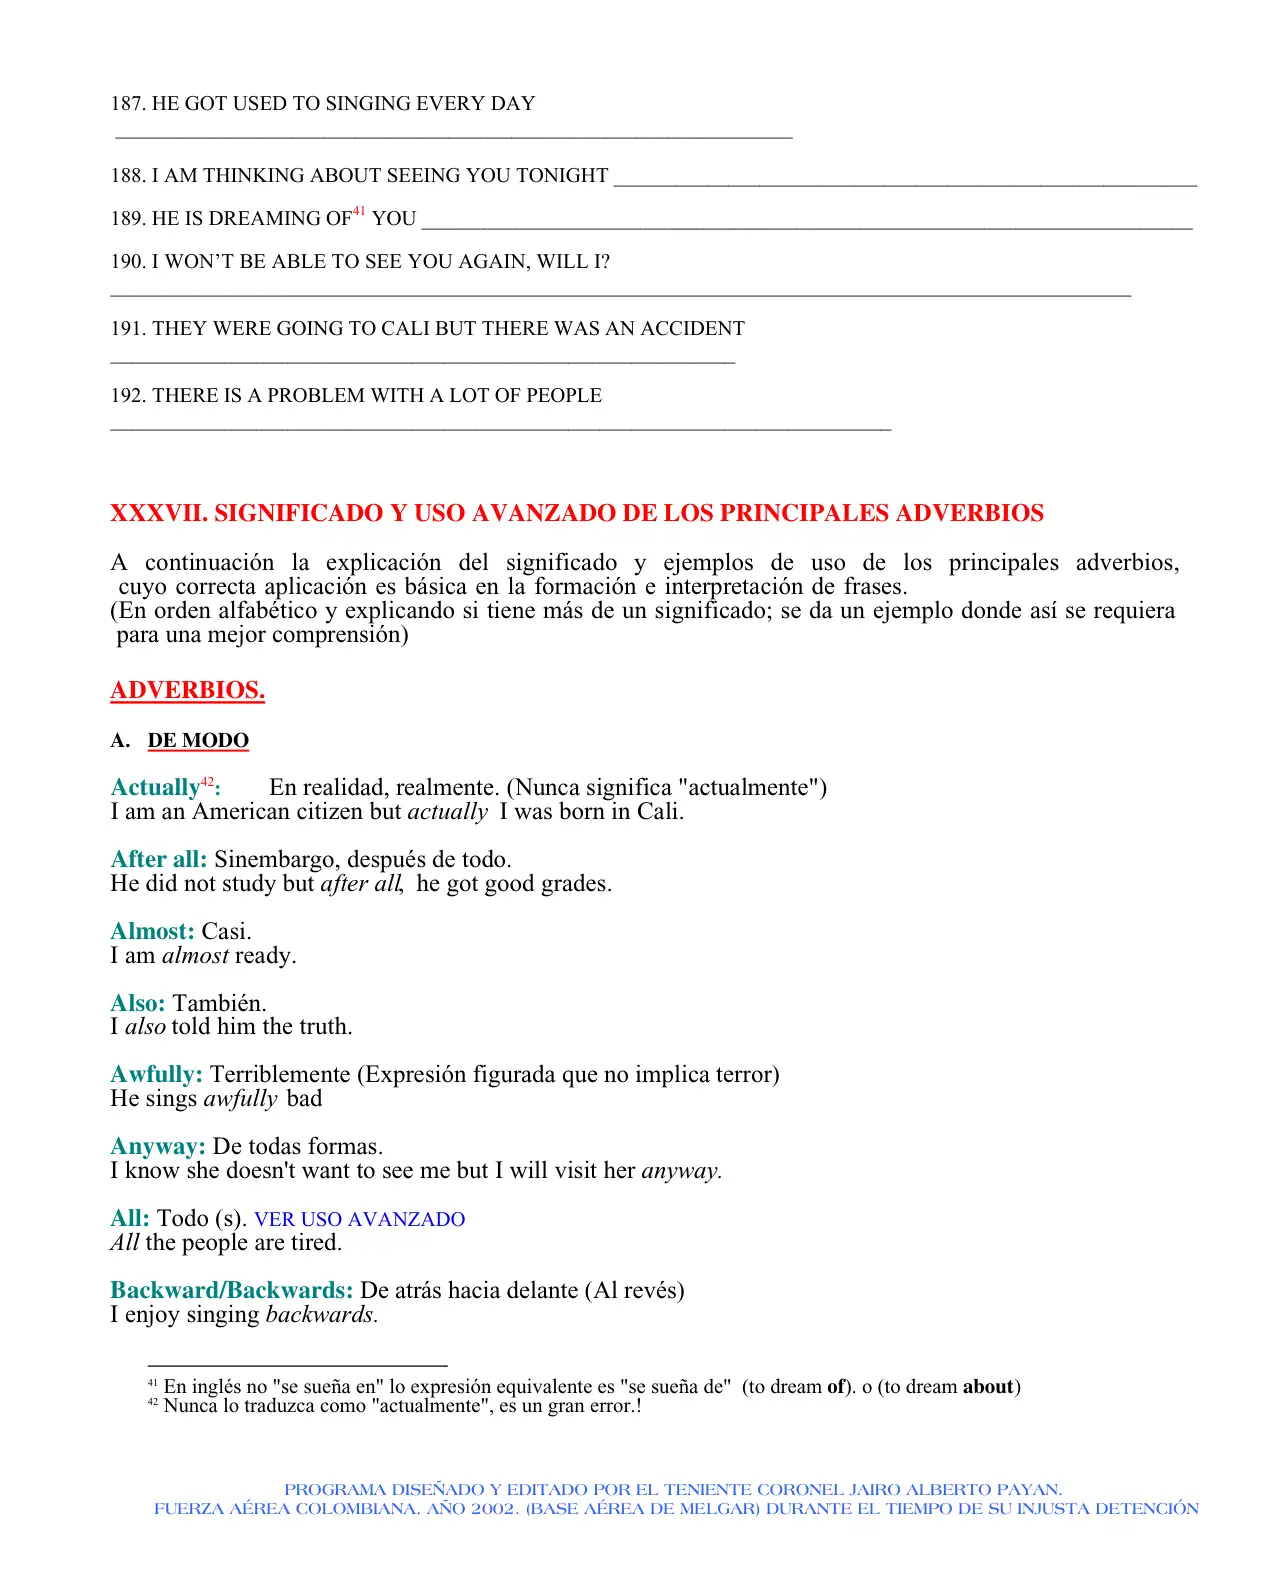 187. HE GOT USED TO SINGING EVERY DAY
_________________________________________________________________
188. I AM THINKING ABOUT SEEING YOU TONIGHT ________________________________________________________
189. HE IS DREAMING OF41 YOU __________________________________________________________________________
190. I WON’T BE ABLE TO SEE YOU AGAIN, WILL I?
__________________________________________________________________________________________________
191. THEY WERE GOING TO CALI BUT THERE WAS AN ACCIDENT
____________________________________________________________
192. THERE IS A PROBLEM WITH A LOT OF PEOPLE
___________________________________________________________________________
XXXVII. SIGNIFICADO Y USO AVANZADO DE LOS PRINCIPALES ADVERBIOS
A continuación la explicación del significado y ejemplos de uso de los principales adverbios,
cuyo correcta aplicación es básica en la formación e interpretación de frases.
(En orden alfabético y explicando si tiene más de un significado; se da un ejemplo donde así se requiera
para una mejor comprensión)
ADVERBIOS.
A. DE MODO
Actually42: En realidad, realmente. (Nunca significa "actualmente")
I am an American citizen but actually I was born in Cali.
After all: Sinembargo, después de todo.
He did not study but after all, he got good grades.
Almost: Casi.
I am almost ready.
Also: También.
I also told him the truth.
Awfully: Terriblemente (Expresión figurada que no implica terror)
He sings awfully bad
Anyway: De todas formas.
I know she doesn't want to see me but I will visit her anyway.
All: Todo (s). VER USO AVANZADO
All the people are tired.
Backward/Backwards: De atrás hacia delante (Al revés)
I enjoy singing backwards.
41 En inglés no "se sueña en" lo expresión equivalente es "se sueña de" (to dream of). o (to dream about)
42 Nunca lo traduzca como "actualmente", es un gran error.!
PROGRAMA DISEÑADO Y EDITADO POR EL TENIENTE CORONEL JAIRO ALBERTO PAYAN.
FUERZA AÉREA COLOMBIANA. AÑO 2002. (BASE AÉREA DE MELGAR) DURANTE EL TIEMPO DE SU INJUSTA DETENCIÓN